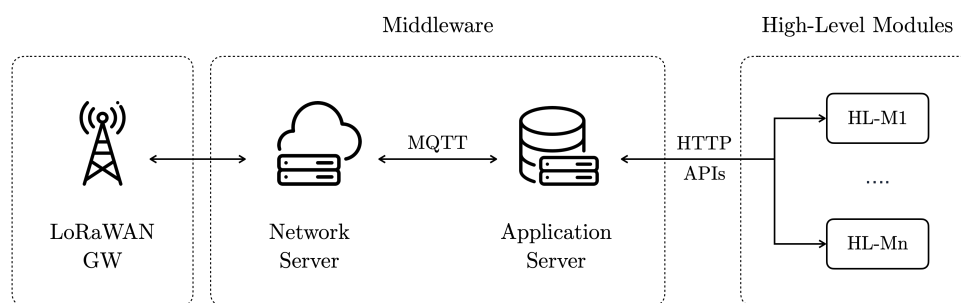 Middleware
High-Level Modules
HL-M1
MQTT
HTTP
APIs
....
LoRaWAN
GW
Network
Server
Application
Server
HL-Mn